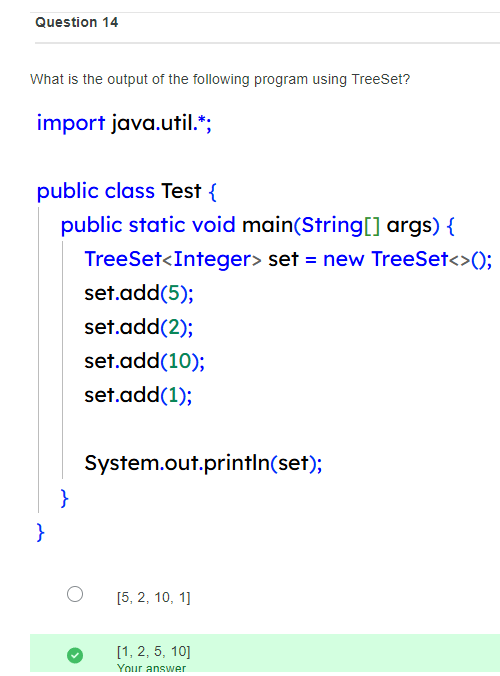 Question 14
What is the output of the following program using TreeSet?
import java.util.*;
public class Test {
public static void main(String[] args) {
TreeSet<Integer> set = new TreeSet<>();
set.add(5);
set.add(2);
set.add(10);
set.add(1);
System.out.println(set);
}
}
[5, 2, 10, 1]
[1, 2, 5, 10]
Your answer